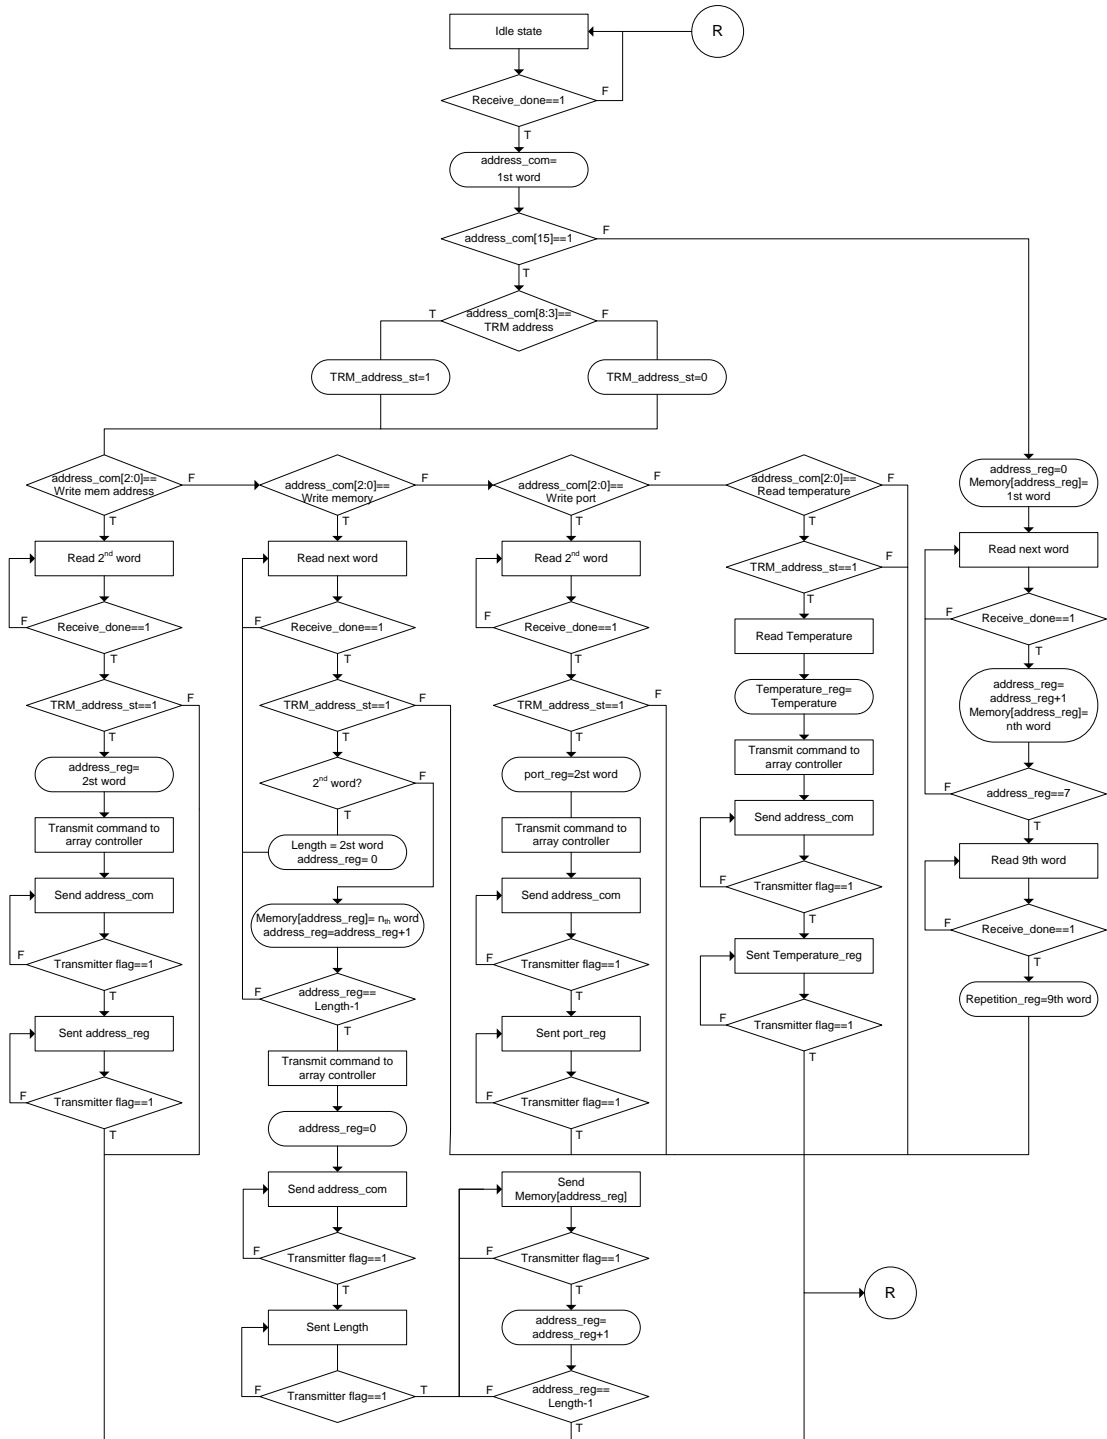 Idle state
R
Receive_done==1
F
T
address_com=
1st word
address_com[15]==1
F
T
address_com[8:3]==
TRM address
T
F
TRM_address_st=1
TRM_address_st=0
address_com[2:0]==
Write mem address
F
T
Read 2nd word
Receive_done==1
F
T
TRM_address_st==1
F
T
address_reg=
2st word
Transmit command to
array controller
Send address_com
Transmitter flag==1
F
T
Sent address_reg
Transmitter flag==1
F
T
address_com[2:0]==
Write memory
F
T
Read next word
Receive_done==1
F
T
TRM_address_st==1
F
T
2nd word?
F
T
Length = 2st word
address_reg= 0
Memory[address_reg]= nth word
address_reg=address_reg+1
address_reg==
Length-1
F
T
Transmit command to
array controller
address_reg=0
Send address_com
Transmitter flag==1
F
T
Sent Length
Transmitter flag==1
F
T
address_com[2:0]==
Write port
F
T
Read 2nd word
Receive_done==1
F
T
TRM_address_st==1
F
T
port_reg=2st word
Transmit command to
array controller
Send address_com
Transmitter flag==1
F
T
Sent port_reg
Transmitter flag==1
F
T
Send
Memory[address_reg]
Transmitter flag==1
F
T
address_reg=
address_reg+1
address_reg==
Length-1
F
T
address_com[2:0]==
Read temperature
F
T
TRM_address_st==1
F
T
Read Temperature
Temperature_reg=
Temperature
Transmit command to
array controller
Send address_com
Transmitter flag==1
F
T
Sent Temperature_reg
Transmitter flag==1
F
T
R
address_reg=0
Memory[address_reg]=
1st word
Read next word
Receive_done==1
F
T
address_reg=
address_reg+1
Memory[address_reg]=
nth word
address_reg==7
F
T
Read 9th word
Receive_done==1
F
T
Repetition_reg=9th word